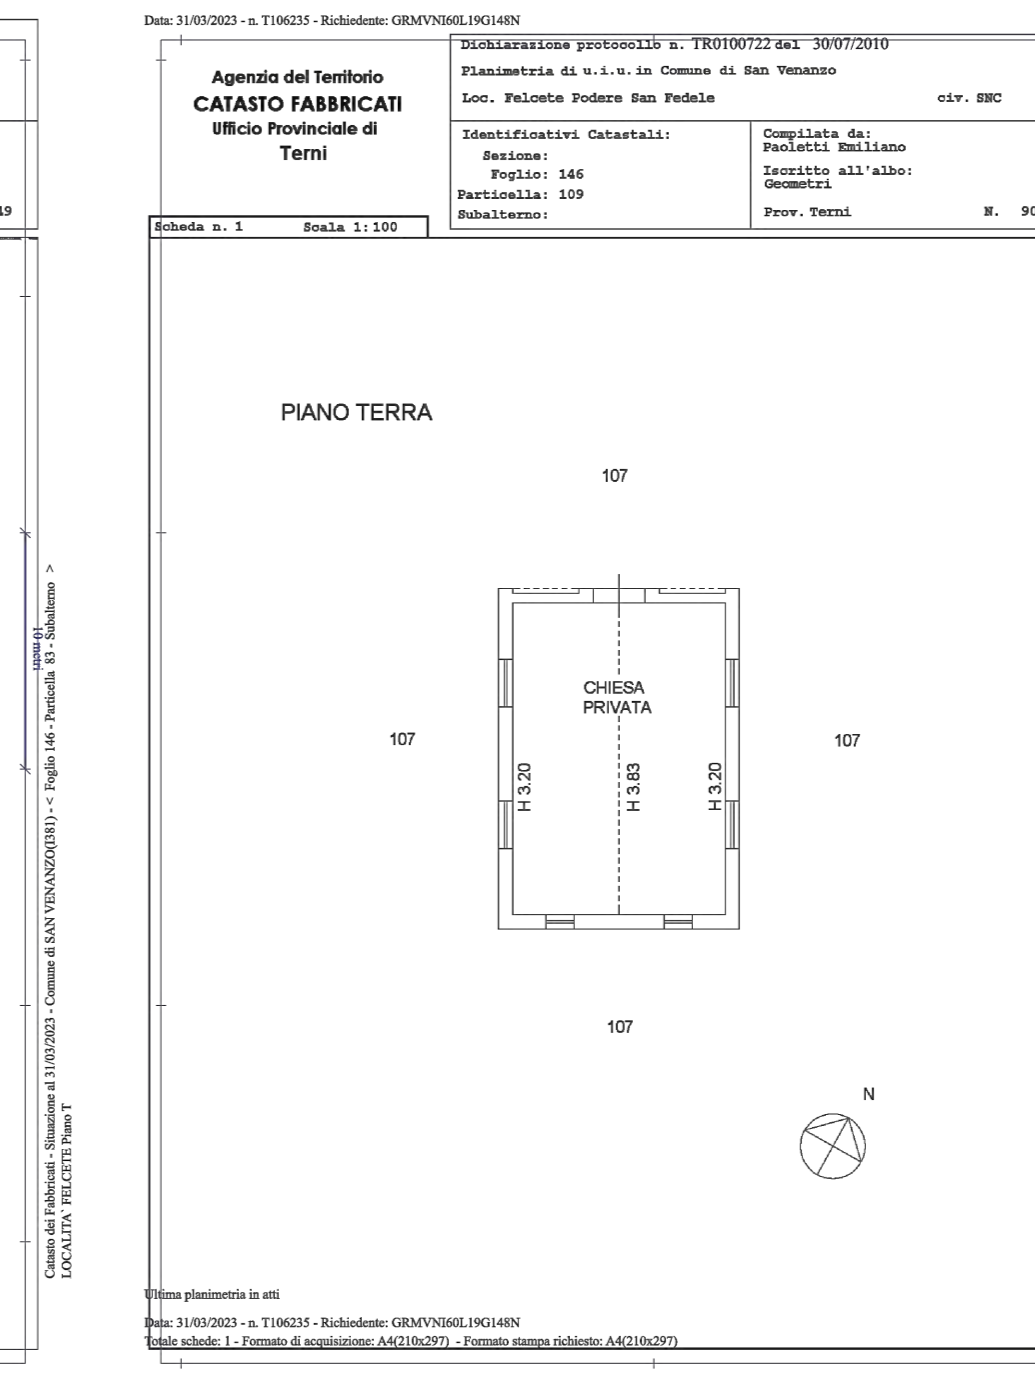 Data: 31/03/2023 - n. T106235 - Richiedente: GRMVNI60L19G148N
Agenzia del Territorio
CATASTO FABBRICATI
Ufficio Provinciale di
Terni
Dichiarazione protocollo n. TR0100722 del 30/07/2010
Planimetria di u.i.u. in Comune di San Venanzo
Loc. Felcete Podere San Fedele civ. SNC
Identificativi Catastali:
Sezione:
Foglio: 146
Particella: 109
Subalterno:
Compilata da:
Paoletti Emiliano
Iscritto all'albo:
Geometri
Prov. Terni N. 90
19
Scheda n. 1 Scala 1:100
PIANO TERRA
107
CHIESA
PRIVATA
107
107
H 3.20
H 3.83
H 3.20
107
N
10 metri
Catasto dei Fabbricati - Situazione al 31/03/2023 - Comune di SAN VENANZO(I381) - < Foglio 146 - Particella 83 - Subalterno >
LOCALITA` FELCETE Piano T
Ultima planimetria in atti
Data: 31/03/2023 - n. T106235 - Richiedente: GRMVNI60L19G148N
Totale schede: 1 - Formato di acquisizione: A4(210x297) - Formato stampa richiesto: A4(210x297)